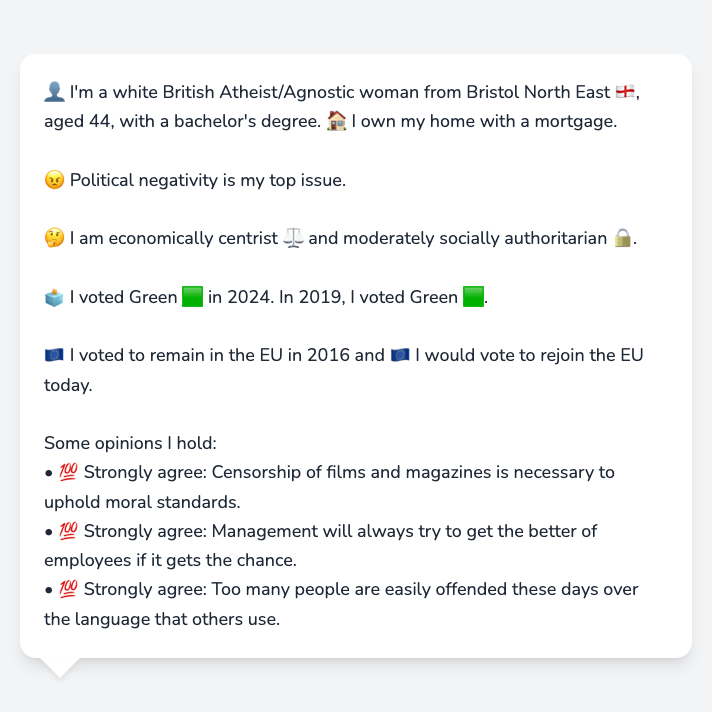 👤 I'm a white British Atheist/Agnostic woman from Bristol North East 🏴󠁧󠁢󠁥󠁮󠁧󠁿,
aged 44, with a bachelor's degree. 🏠 I own my home with a mortgage.
😠 Political negativity is my top issue.
🤔 I am economically centrist ⚖️ and moderately socially authoritarian 🔒.
🗳️ I voted Green 🟩 in 2024. In 2019, I voted Green 🟩.
🇪🇺 I voted to remain in the EU in 2016 and 🇪🇺 I would vote to rejoin the EU
today.
Some opinions I hold:
• 💯 Strongly agree: Censorship of films and magazines is necessary to
uphold moral standards.
• 💯 Strongly agree: Management will always try to get the better of
employees if it gets the chance.
• 💯 Strongly agree: Too many people are easily offended these days over
the language that others use.